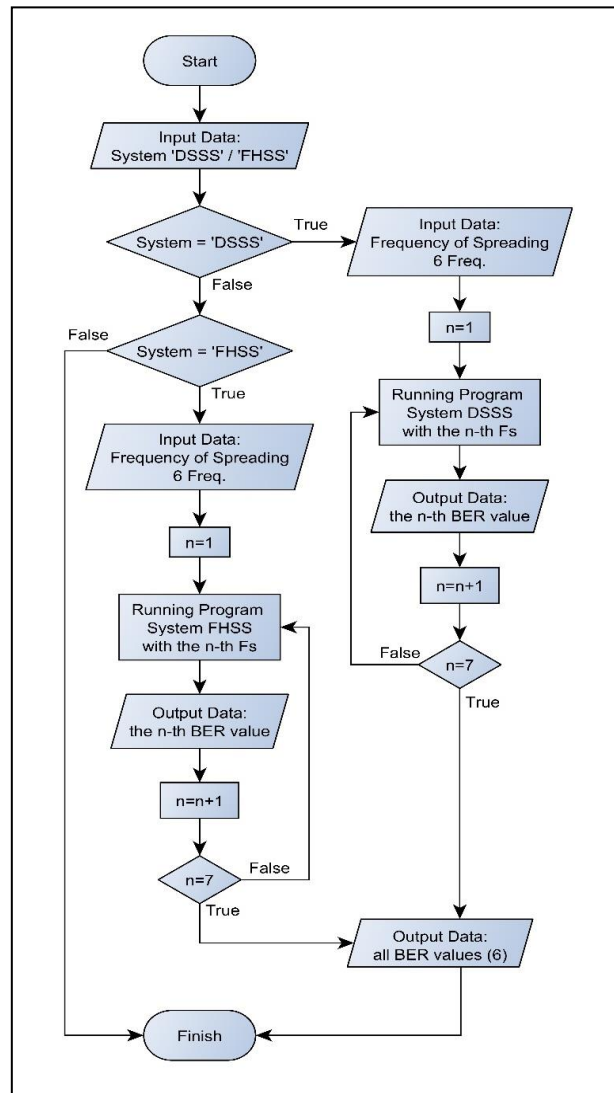 Start
Input Data:
System 'DSSS' / 'FHSS'
System = 'DSSS'
True
False
Input Data:
Frequency of Spreading
6 Freq.
n=1
Running Program
System DSSS
with the n-th Fs
Output Data:
the n-th BER value
n=n+1
n=7
False
True
System = 'FHSS'
False
True
Input Data:
Frequency of Spreading
6 Freq.
n=1
Running Program
System FHSS
with the n-th Fs
Output Data:
the n-th BER value
n=n+1
n=7
False
True
Output Data:
all BER values (6)
Finish